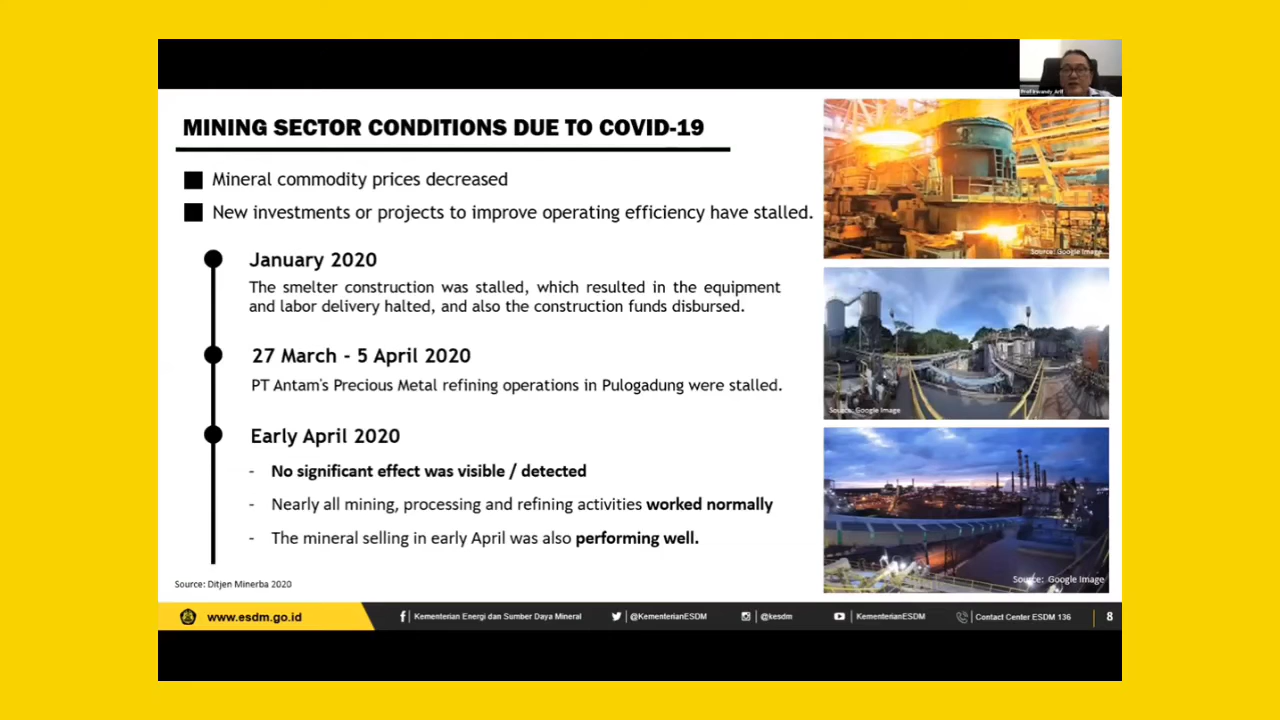 Prof Irwandy Arif
MINING SECTOR CONDITIONS DUE TO COVID-19
Mineral commodity prices decreased
New investments or projects to improve operating efficiency have stalled.
January 2020
The smelter construction was stalled, which resulted in the equipment
and labor delivery halted, and also the construction funds disbursed.
27 March - 5 April 2020
PT Antam's Precious Metal refining operations in Pulogadung were stalled.
Early April 2020
- No significant effect was visible / detected
- Nearly all mining, processing and refining activities worked normally
- The mineral selling in early April was also performing well.
Source: Google Image
Source: Google Image
Source: Google Image
Source: Ditjen Minerba 2020
www.esdm.go.id
Kementerian Energi dan Sumber Daya Mineral
@KementerianESDM
@kesdm
KementerianESDM
Contact Center ESDM 136
8